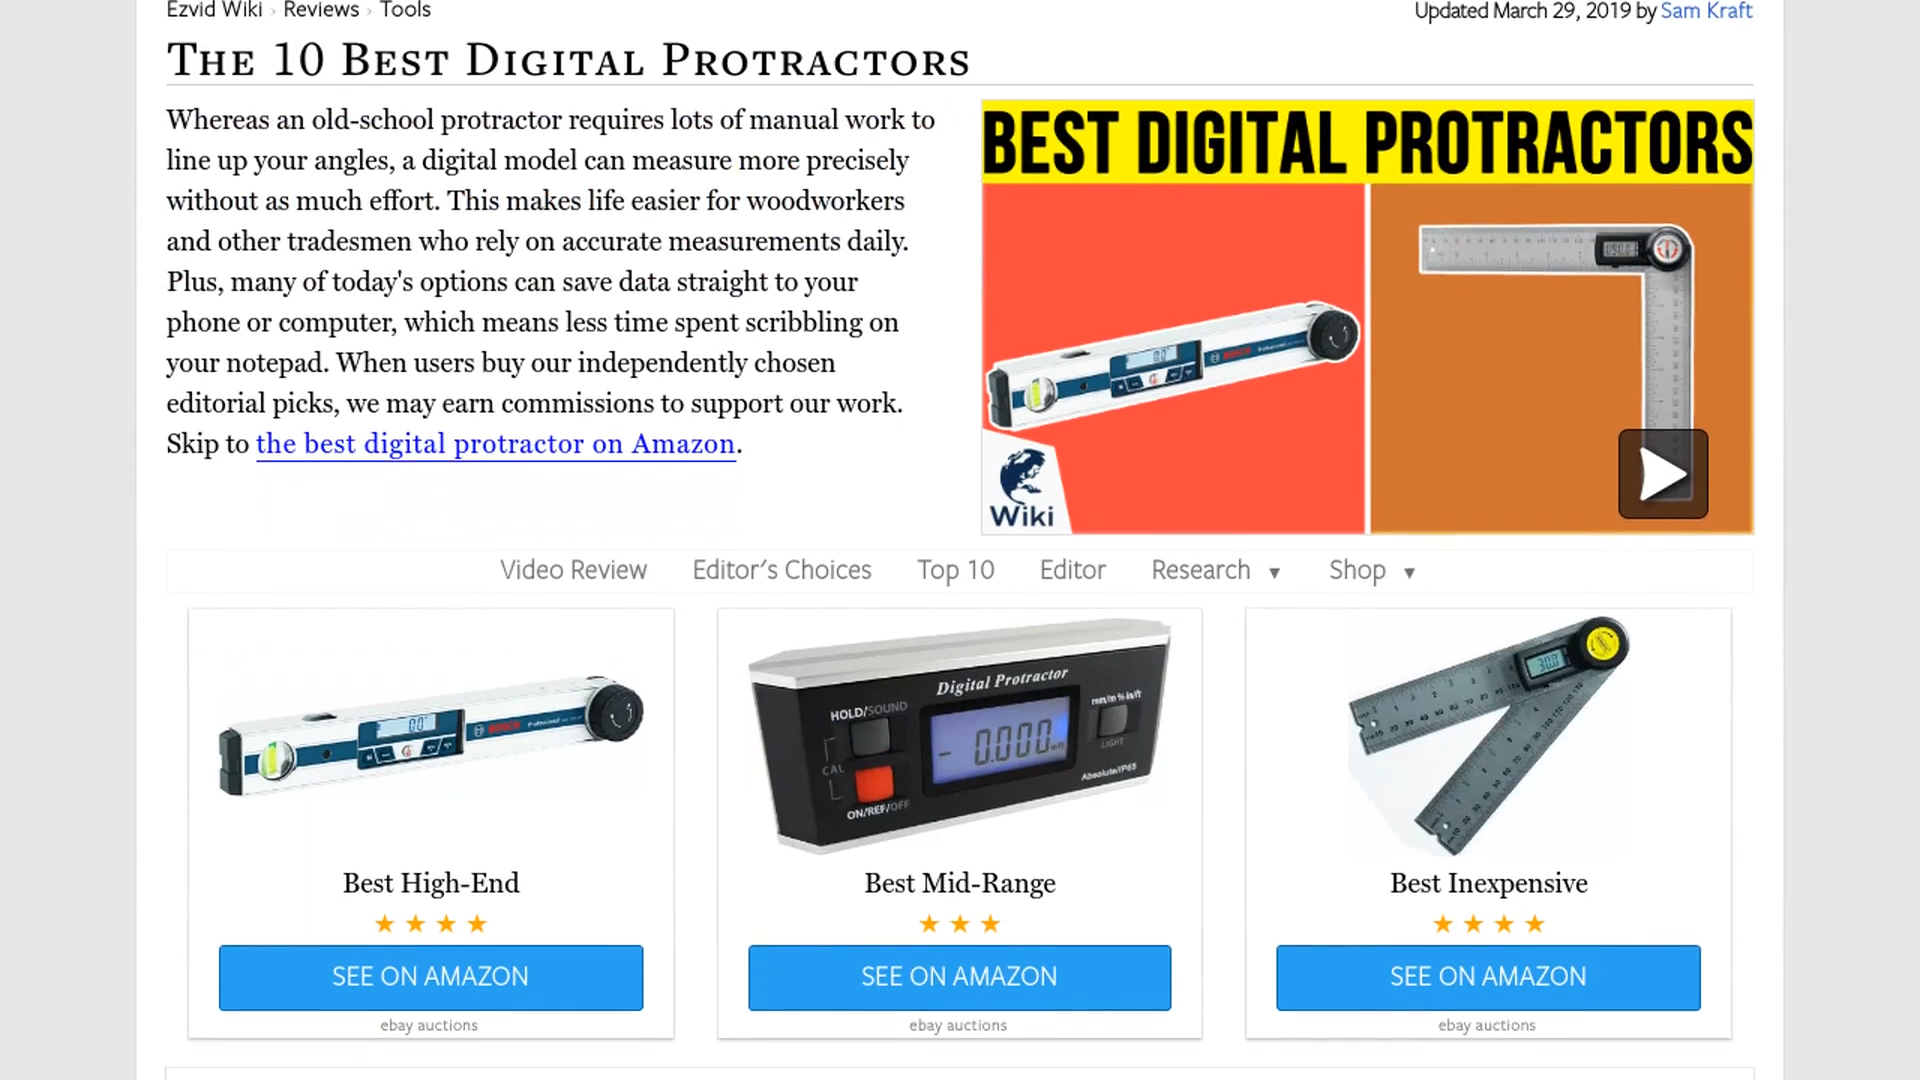 Ezvid Wiki › Reviews › Tools
Updated March 29, 2019 by Sam Kraft
The 10 Best Digital Protractors
Whereas an old-school protractor requires lots of manual work to
line up your angles, a digital model can measure more precisely
without as much effort. This makes life easier for woodworkers
and other tradesmen who rely on accurate measurements daily.
Plus, many of today's options can save data straight to your
phone or computer, which means less time spent scribbling on
your notepad. When users buy our independently chosen
editorial picks, we may earn commissions to support our work.
Skip to the best digital protractor on Amazon.
BEST DIGITAL PROTRACTORS
Wiki
Video Review Editor's Choices Top 10 Editor Research ▼ Shop ▼
BOSCH Professional
Digital Protractor
HOLD/SOUND
mm/m % in/ft
- 0.000
CAL
LIGHT
Absolute/IP65
ON/REF/OFF
30.0
Best High-End
Best Mid-Range
Best Inexpensive
SEE ON AMAZON
SEE ON AMAZON
SEE ON AMAZON
ebay auctions
ebay auctions
ebay auctions